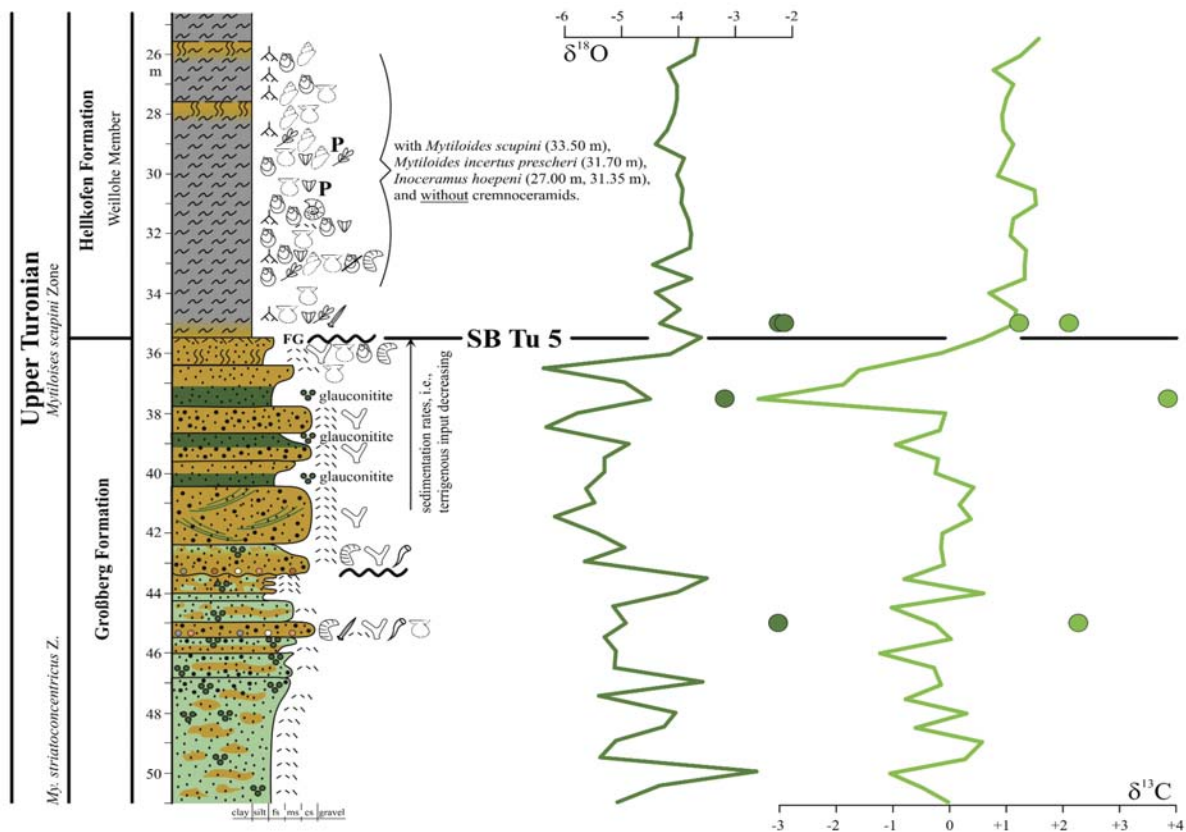 Upper Turonian
Mytiloises scupini Zone
My. striatoconcentricus Z.
Hellkofen Formation
Weillohe Member
Großberg Formation
26
m
28
30
32
34
36
38
40
42
44
46
48
50
clay silt fs ms cs gravel
P
P
with Mytiloides scupini (33.50 m),
Mytiloides incertus prescheri (31.70 m),
Inoceramus hoepeni (27.00 m, 31.35 m),
and without cremnoceramids.
FG
SB Tu 5
glauconitite
glauconitite
glauconitite
sedimentation rates, i.e.,
terrigenous input decreasing
-6 -5 -4 -3 -2
δ¹⁸O
δ¹³C
-3 -2 -1 0 +1 +2 +3 +4